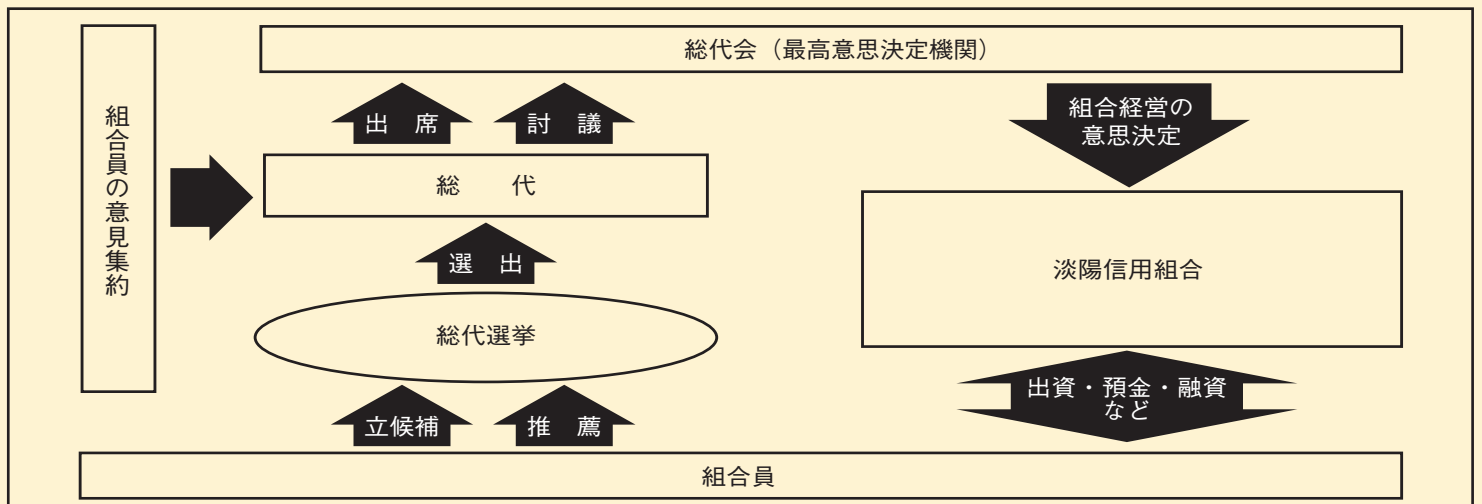 総代会（最高意思決定機関）
組合員の意見集約
出　席
討　議
組合経営の
意思決定
総　　代
選　出
淡陽信用組合
総代選挙
立候補
推　薦
出資・預金・融資
など
組合員